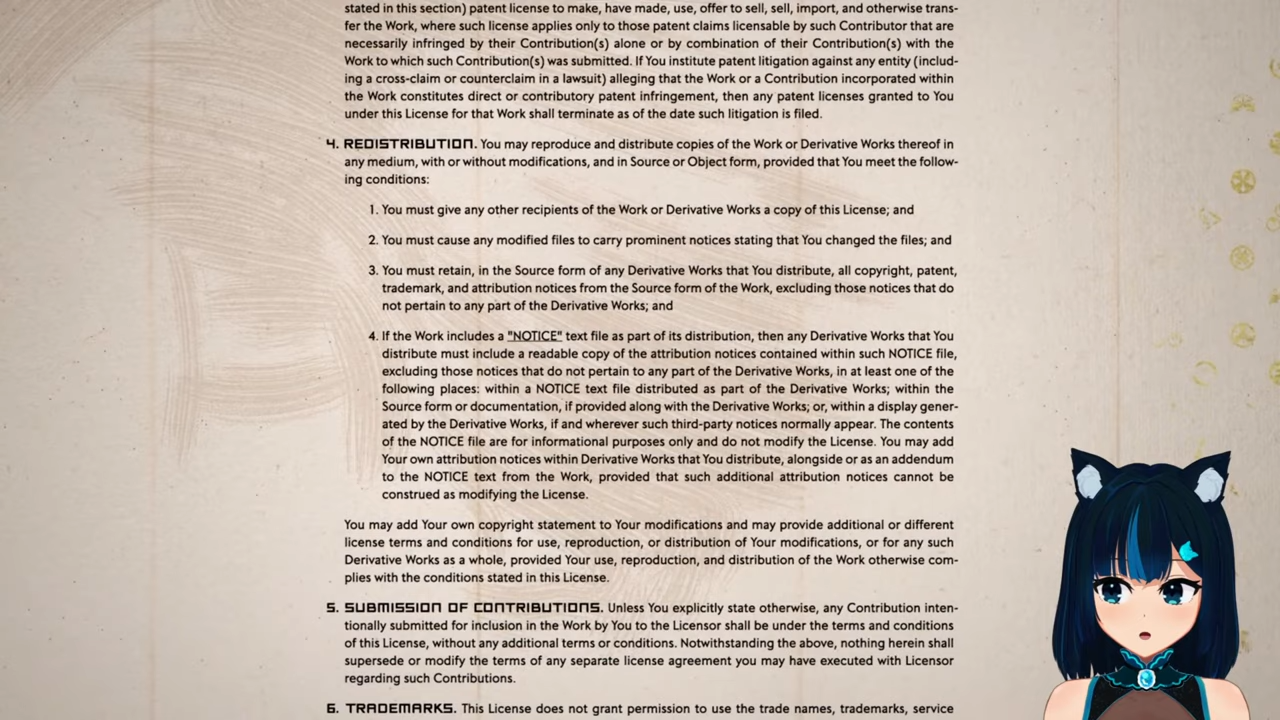 stated in this section) patent license to make, have made, use, offer to sell, sell, import, and otherwise trans-
fer the Work, where such license applies only to those patent claims licensable by such Contributor that are
necessarily infringed by their Contribution(s) alone or by combination of their Contribution(s) with the
Work to which such Contribution(s) was submitted. If You institute patent litigation against any entity (includ-
ing a cross-claim or counterclaim in a lawsuit) alleging that the Work or a Contribution incorporated within
the Work constitutes direct or contributory patent infringement, then any patent licenses granted to You
under this License for that Work shall terminate as of the date such litigation is filed.
4. REDISTRIBUTION. You may reproduce and distribute copies of the Work or Derivative Works thereof in
any medium, with or without modifications, and in Source or Object form, provided that You meet the follow-
ing conditions:
1. You must give any other recipients of the Work or Derivative Works a copy of this License; and
2. You must cause any modified files to carry prominent notices stating that You changed the files; and
3. You must retain, in the Source form of any Derivative Works that You distribute, all copyright, patent,
trademark, and attribution notices from the Source form of the Work, excluding those notices that do
not pertain to any part of the Derivative Works; and
4. If the Work includes a "NOTICE" text file as part of its distribution, then any Derivative Works that You
distribute must include a readable copy of the attribution notices contained within such NOTICE file,
excluding those notices that do not pertain to any part of the Derivative Works, in at least one of the
following places: within a NOTICE text file distributed as part of the Derivative Works; within the
Source form or documentation, if provided along with the Derivative Works; or, within a display gener-
ated by the Derivative Works, if and wherever such third-party notices normally appear. The contents
of the NOTICE file are for informational purposes only and do not modify the License. You may add
Your own attribution notices within Derivative Works that You distribute, alongside or as an addendum
to the NOTICE text from the Work, provided that such additional attribution notices cannot be
construed as modifying the License.
You may add Your own copyright statement to Your modifications and may provide additional or different
license terms and conditions for use, reproduction, or distribution of Your modifications, or for any such
Derivative Works as a whole, provided Your use, reproduction, and distribution of the Work otherwise com-
plies with the conditions stated in this License.
5. SUBMISSION OF CONTRIBUTIONS. Unless You explicitly state otherwise, any Contribution inten-
tionally submitted for inclusion in the Work by You to the Licensor shall be under the terms and conditions
of this License, without any additional terms or conditions. Notwithstanding the above, nothing herein shall
supersede or modify the terms of any separate license agreement you may have executed with Licensor
regarding such Contributions.
6. TRADEMARKS. This License does not grant permission to use the trade names, trademarks, service